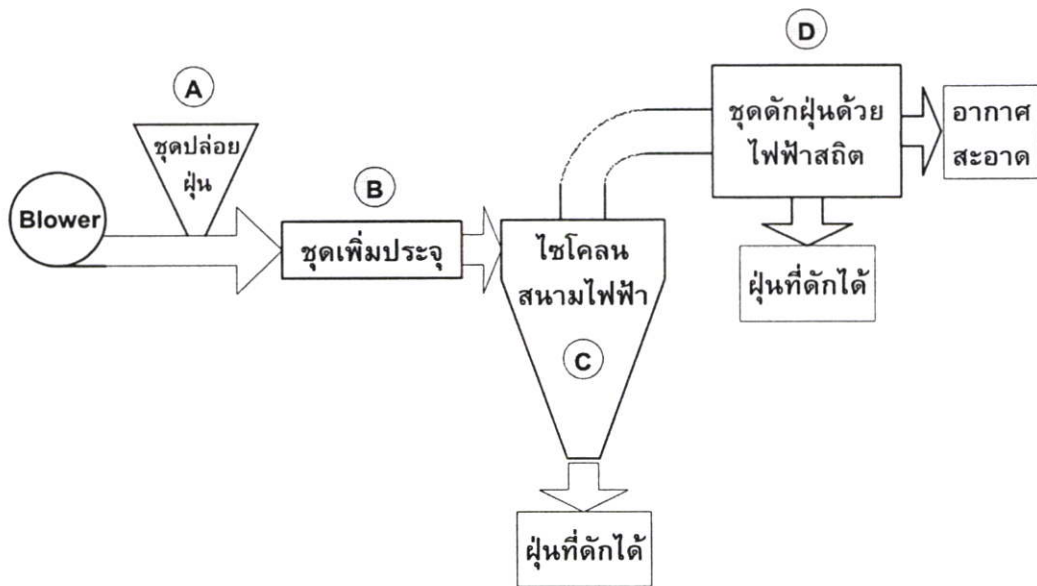 D
A
ชุดปล่อย
ฝุ่น
ชุดดักฝุ่นด้วย
ไฟฟ้าสถิต
อากาศ
สะอาด
B
Blower
ชุดเพิ่มประจุ
ไซโคลน
สนามไฟฟ้า
ฝุ่นที่ดักได้
C
ฝุ่นที่ดักได้